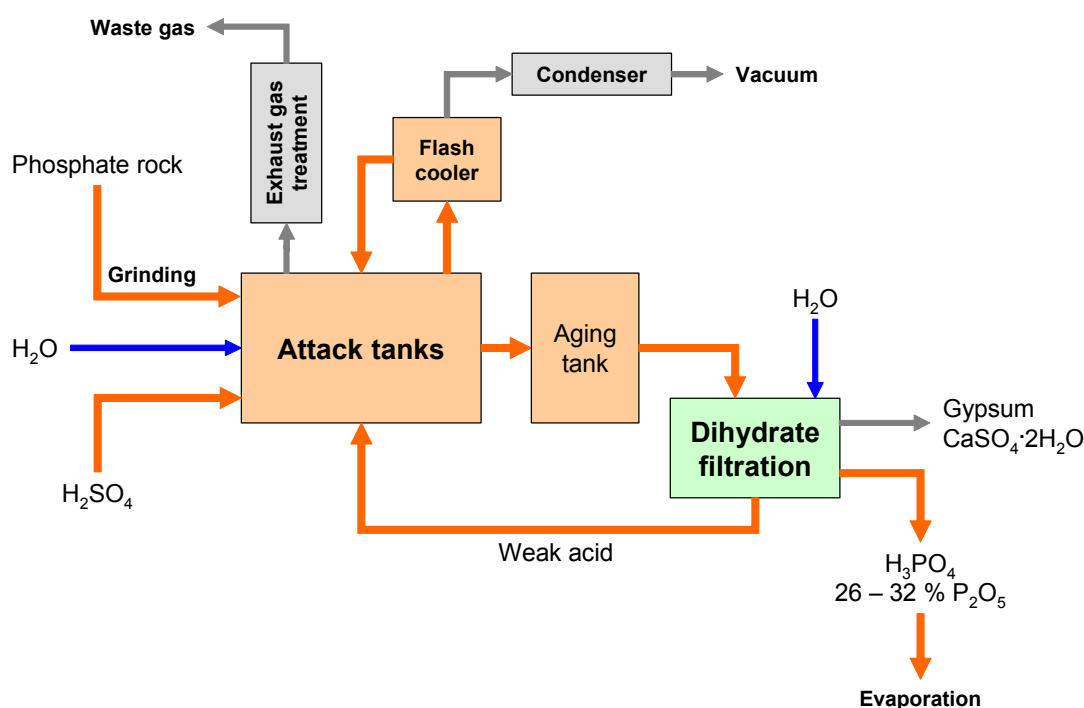 Waste gas
Condenser
Vacuum
Exhaust gas
treatment
Flash
cooler
Phosphate rock
Grinding
H₂O
Attack tanks
Aging
tank
H₂O
H₂SO₄
Dihydrate
filtration
Gypsum
CaSO₄·2H₂O
Weak acid
H₃PO₄
26 – 32 % P₂O₅
Evaporation